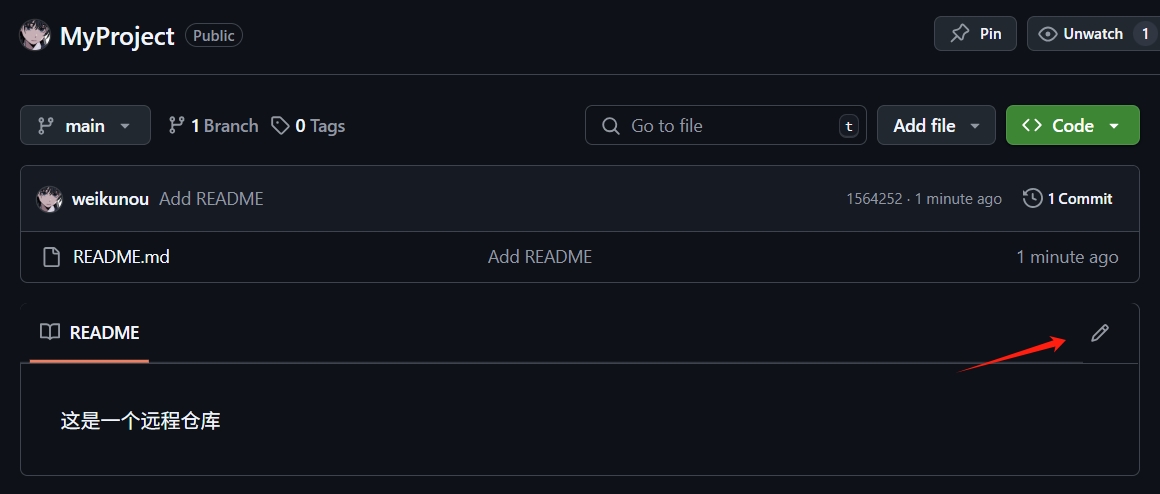 MyProject Public Pin Unwatch 1
main 1 Branch 0 Tags Go to file t Add file Code
weikunou Add README 1564252 · 1 minute ago 1 Commit
README.md Add README 1 minute ago
README
这是一个远程仓库